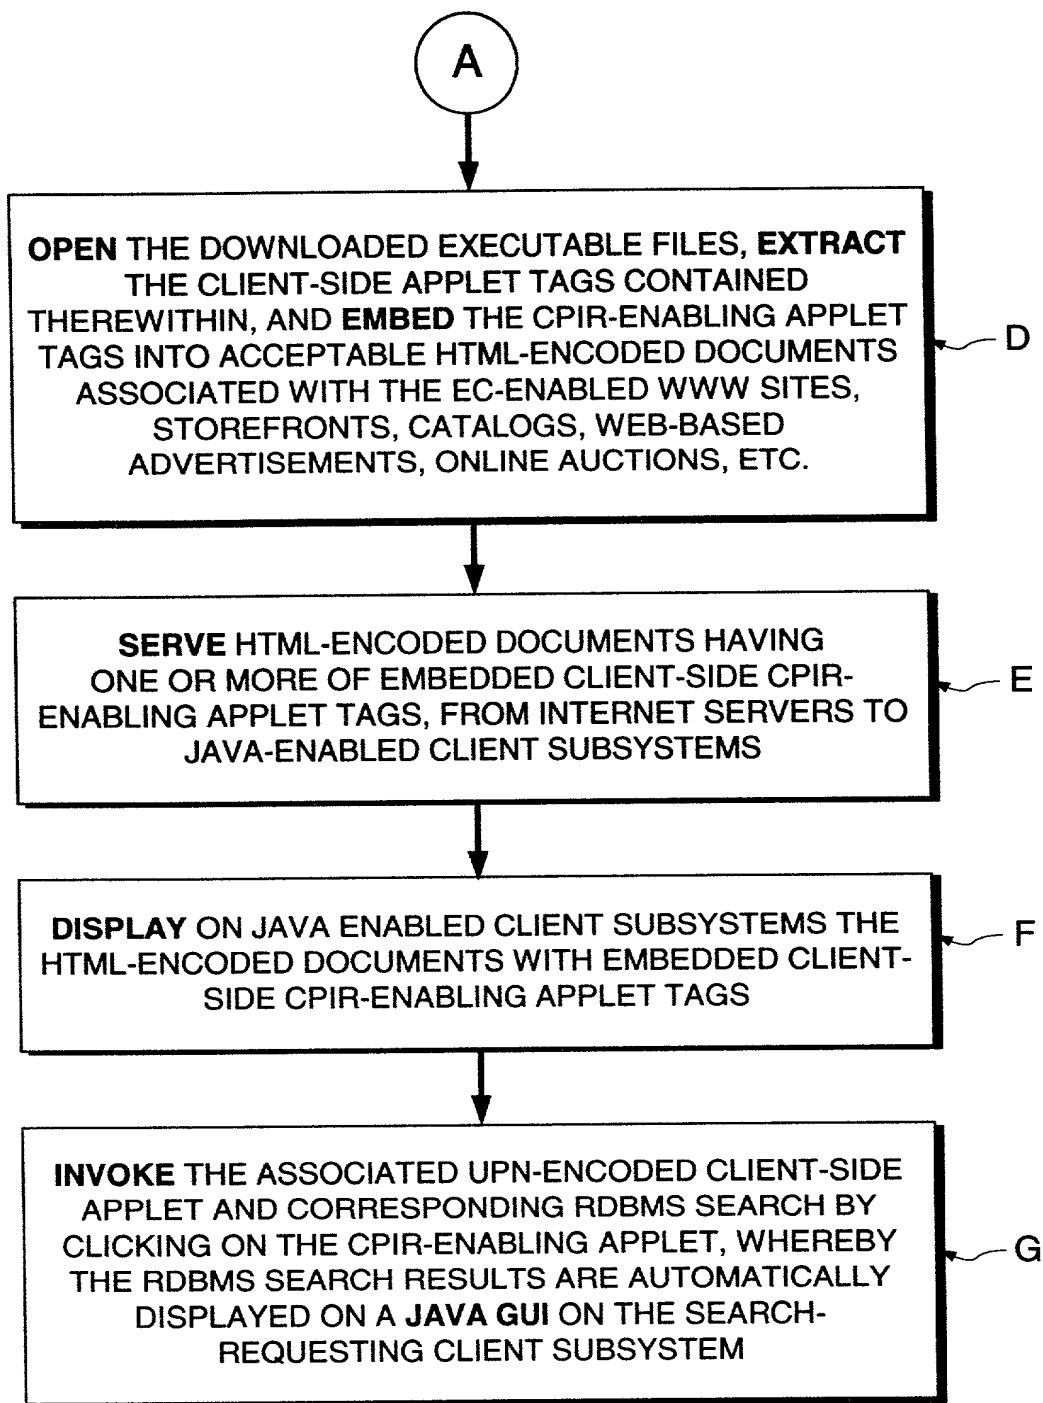 A
OPEN THE DOWNLOADED EXECUTABLE FILES, EXTRACT
THE CLIENT-SIDE APPLET TAGS CONTAINED
THEREWITHIN, AND EMBED THE CPIR-ENABLING APPLET
TAGS INTO ACCEPTABLE HTML-ENCODED DOCUMENTS
ASSOCIATED WITH THE EC-ENABLED WWW SITES,
STOREFRONTS, CATALOGS, WEB-BASED
ADVERTISEMENTS, ONLINE AUCTIONS, ETC.
D
SERVE HTML-ENCODED DOCUMENTS HAVING
ONE OR MORE OF EMBEDDED CLIENT-SIDE CPIR-
ENABLING APPLET TAGS, FROM INTERNET SERVERS TO
JAVA-ENABLED CLIENT SUBSYSTEMS
E
DISPLAY ON JAVA ENABLED CLIENT SUBSYSTEMS THE
HTML-ENCODED DOCUMENTS WITH EMBEDDED CLIENT-
SIDE CPIR-ENABLING APPLET TAGS
F
INVOKE THE ASSOCIATED UPN-ENCODED CLIENT-SIDE
APPLET AND CORRESPONDING RDBMS SEARCH BY
CLICKING ON THE CPIR-ENABLING APPLET, WHEREBY
THE RDBMS SEARCH RESULTS ARE AUTOMATICALLY
DISPLAYED ON A JAVA GUI ON THE SEARCH-
REQUESTING CLIENT SUBSYSTEM
G